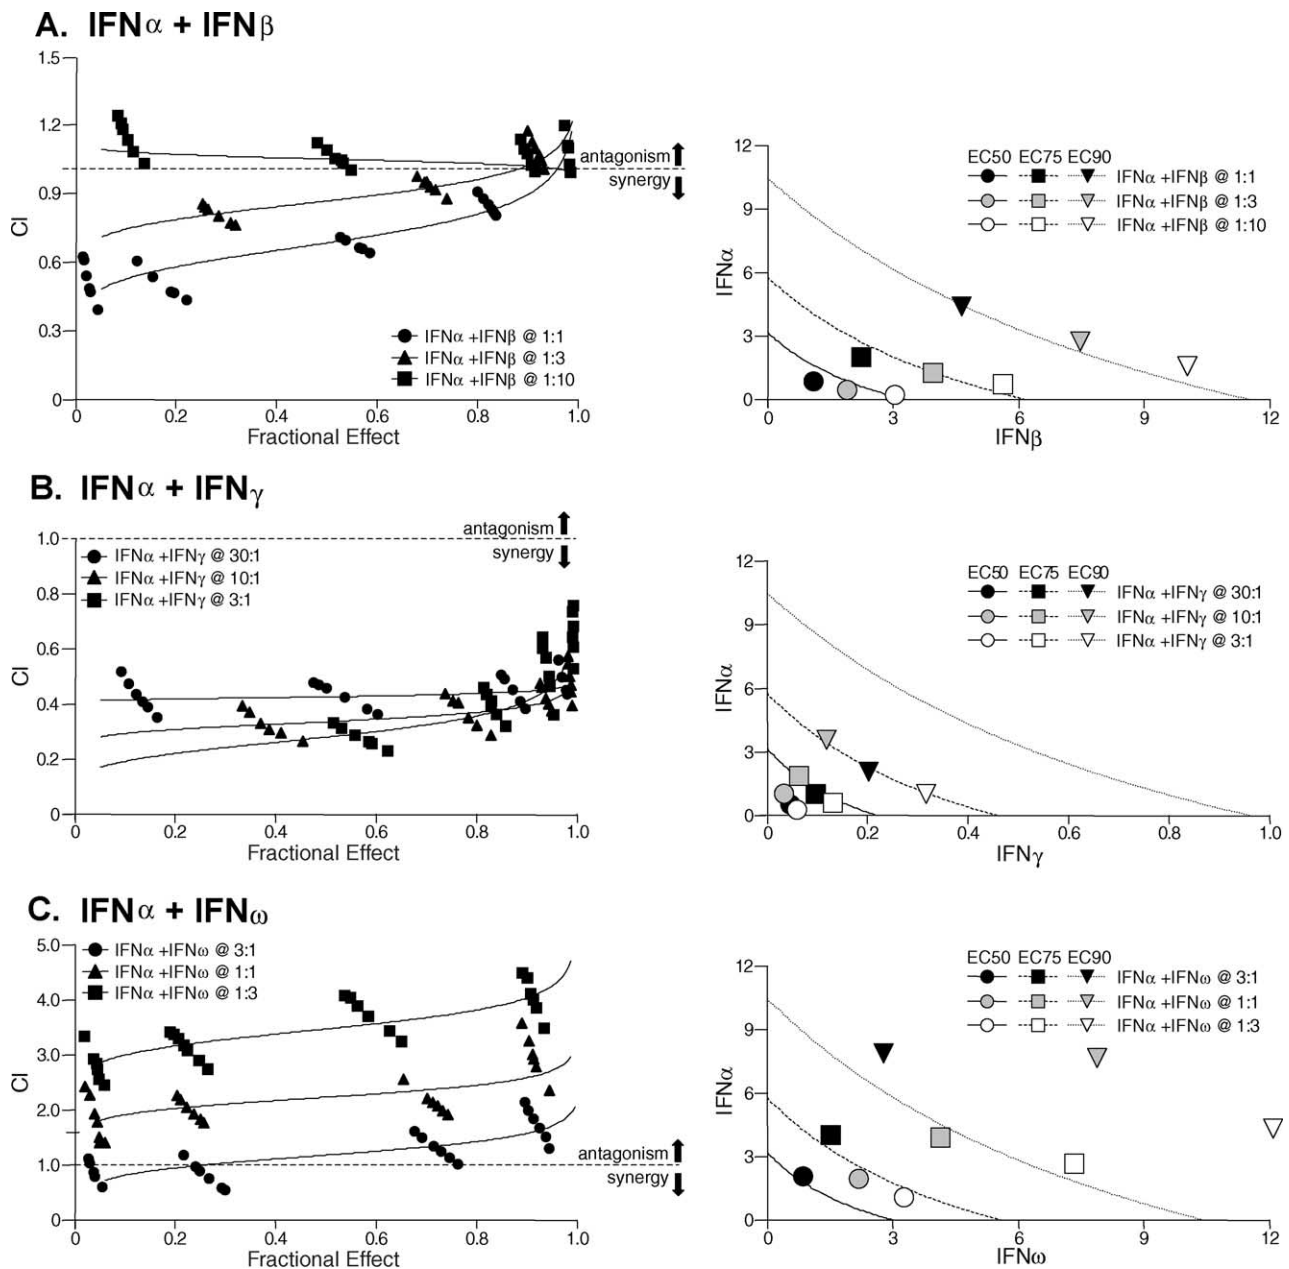 A. IFNα + IFNβ
1.5
1.2
0.9
0.6
0.3
0
CI
antagonism
synergy
IFNα +IFNβ @ 1:1
IFNα +IFNβ @ 1:3
IFNα +IFNβ @ 1:10
0 0.2 0.4 0.6 0.8 1.0
Fractional Effect
12
9
6
3
0
IFNα
EC50 EC75 EC90
IFNα +IFNβ @ 1:1
IFNα +IFNβ @ 1:3
IFNα +IFNβ @ 1:10
0 3 6 9 12
IFNβ
B. IFNα + IFNγ
1.0
0.8
0.6
0.4
0.2
0
CI
antagonism
synergy
IFNα +IFNγ @ 30:1
IFNα +IFNγ @ 10:1
IFNα +IFNγ @ 3:1
0 0.2 0.4 0.6 0.8 1.0
Fractional Effect
12
9
6
3
0
IFNα
EC50 EC75 EC90
IFNα +IFNγ @ 30:1
IFNα +IFNγ @ 10:1
IFNα +IFNγ @ 3:1
0 0.2 0.4 0.6 0.8 1.0
IFNγ
C. IFNα + IFNω
5.0
4.0
3.0
2.0
1.0
0
CI
IFNα +IFNω @ 3:1
IFNα +IFNω @ 1:1
IFNα +IFNω @ 1:3
antagonism
synergy
0 0.2 0.4 0.6 0.8 1.0
Fractional Effect
12
9
6
3
0
IFNα
EC50 EC75 EC90
IFNα +IFNω @ 3:1
IFNα +IFNω @ 1:1
IFNα +IFNω @ 1:3
0 3 6 9 12
IFNω